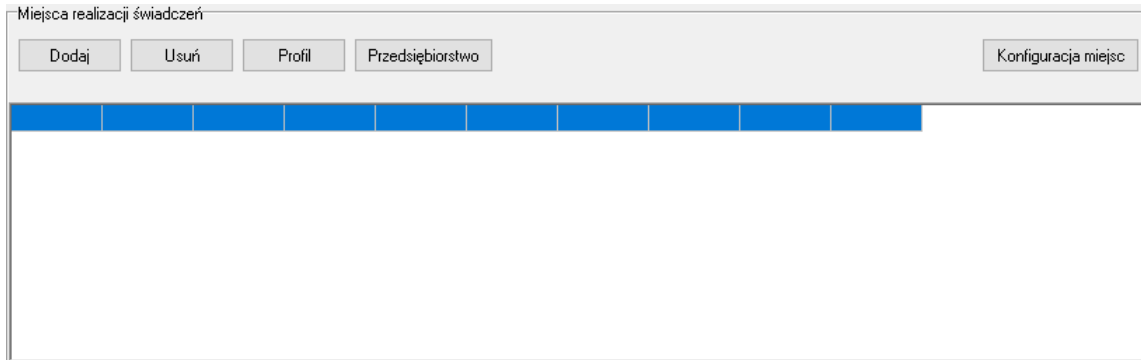 Miejsca realizacji świadczeń
Dodaj Usuń Profil Przedsiębiorstwo Konfiguracja miejsc